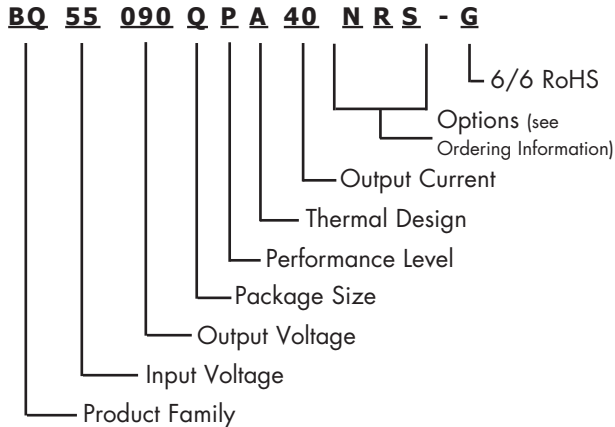 BQ 55 090 Q P A 40 N R S - G
6/6 RoHS
Options (see
Ordering Information)
Output Current
Thermal Design
Performance Level
Package Size
Output Voltage
Input Voltage
Product Family